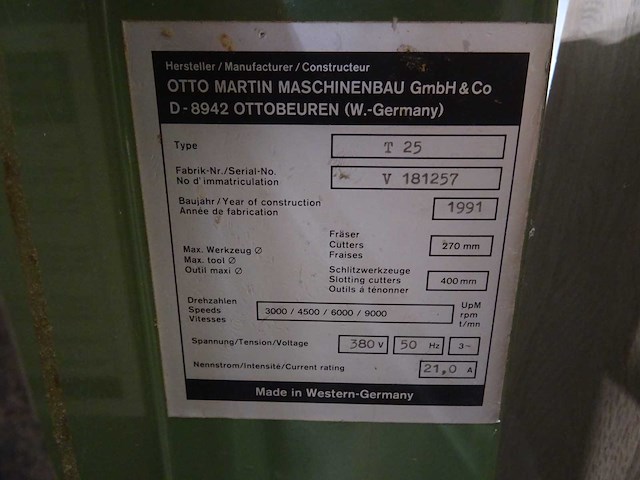 Hersteller/Manufacturer/Constructeur
OTTO MARTIN MASCHINENBAU GmbH & Co
D-8942 OTTOBEUREN (W.-Germany)
Type T 25
Fabrik-Nr./Serial-No.
No d'immatriculation V 181257
Baujahr/Year of construction
Année de fabrication 1991
Max. Werkzeug Ø
Max. tool Ø
Outil maxi Ø
Fräser
Cutters 270 mm
Fraises
Schlitzwerkzeuge
Slotting cutters 400 mm
Outils à ténonner
Drehzahlen
Speeds
Vitesses
3000 / 4500 / 6000 / 9000
UpM
rpm
t/mn
Spannung/Tension/Voltage 380 V 50 Hz 3~
Nennstrom/Intensité/Current rating 21,0 A
Made in Western-Germany